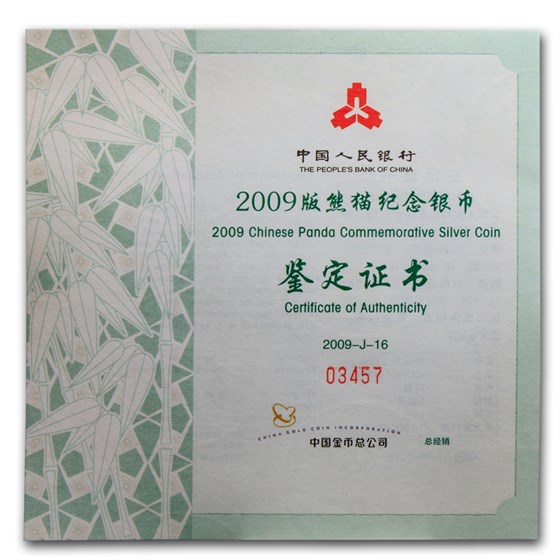 中国人民银行
THE PEOPLE'S BANK OF CHINA
2009版熊猫纪念银币
2009 Chinese Panda Commemorative Silver Coin
鉴定证书
Certificate of Authenticity
2009-J-16
03457
CHINA GOLD COIN INCORPORATION
中国金币总公司 总经销